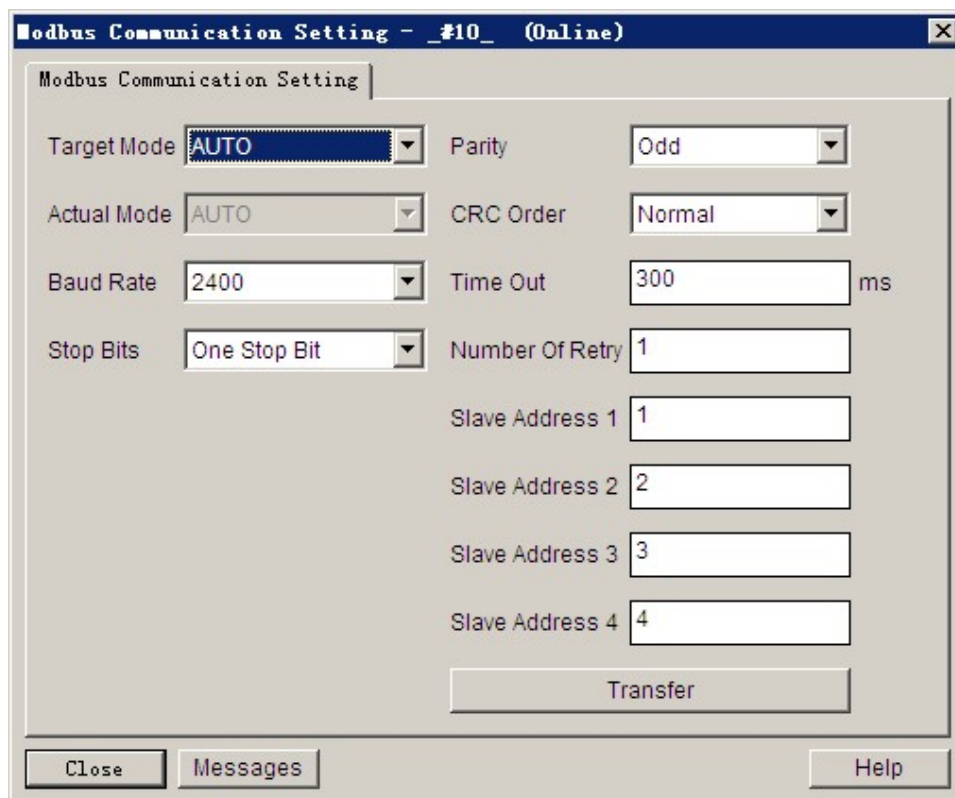 Modbus Communication Setting - _#10_ (Online)
Modbus Communication Setting
Target Mode AUTO Parity Odd
Actual Mode AUTO CRC Order Normal
Baud Rate 2400 Time Out 300 ms
Stop Bits One Stop Bit Number Of Retry 1
Slave Address 1 1
Slave Address 2 2
Slave Address 3 3
Slave Address 4 4
Transfer
Close Messages Help